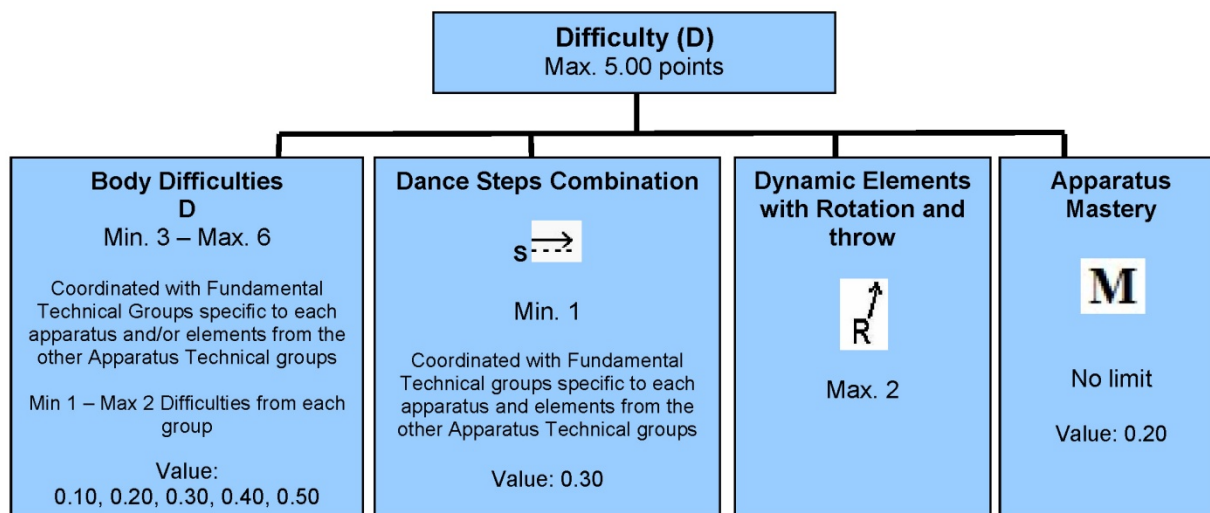 Difficulty (D)
Max. 5.00 points
Body Difficulties
D
Min. 3 – Max. 6
Coordinated with Fundamental
Technical Groups specific to each
apparatus and/or elements from the
other Apparatus Technical groups
Min 1 – Max 2 Difficulties from each
group
Value:
0.10, 0.20, 0.30, 0.40, 0.50
Dance Steps Combination
S
Min. 1
Coordinated with Fundamental
Technical groups specific to each
apparatus and elements from the
other Apparatus Technical groups
Value: 0.30
Dynamic Elements
with Rotation and
throw
R
Max. 2
Apparatus
Mastery
M
No limit
Value: 0.20